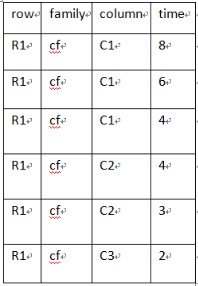 row family column time
R1 cf C1 8
R1 cf C1 6
R1 cf C1 4
R1 cf C2 4
R1 cf C2 3
R1 cf C3 2